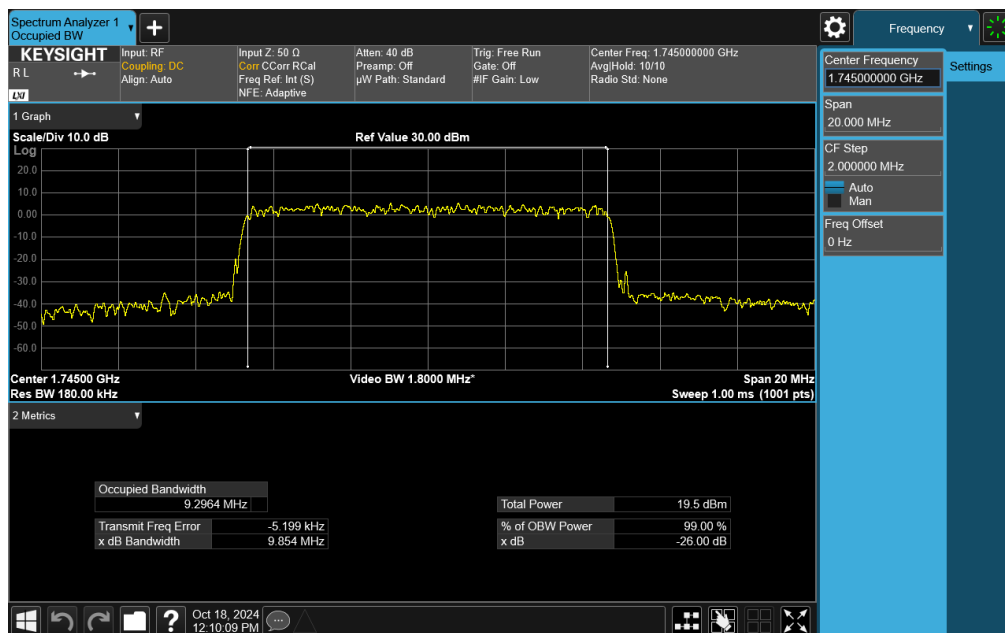 Spectrum Analyzer 1
Occupied BW
Frequency
KEYSIGHT
R L
LXI
Input: RF
Coupling: DC
Align: Auto
Input Z: 50 Ω
Corr CCorr RCal
Freq Ref: Int (S)
NFE: Adaptive
Atten: 40 dB
Preamp: Off
µW Path: Standard
Trig: Free Run
Gate: Off
#IF Gain: Low
Center Freq: 1.745000000 GHz
Avg|Hold: 10/10
Radio Std: None
Center Frequency
1.745000000 GHz
Settings
Span
20.000 MHz
CF Step
2.000000 MHz
Auto
Man
Freq Offset
0 Hz
1 Graph
Scale/Div 10.0 dB
Ref Value 30.00 dBm
Log
20.0
10.0
0.00
-10.0
-20.0
-30.0
-40.0
-50.0
-60.0
Center 1.74500 GHz
Video BW 1.8000 MHz*
Span 20 MHz
Res BW 180.00 kHz
Sweep 1.00 ms (1001 pts)
2 Metrics
Occupied Bandwidth
9.2964 MHz
Total Power 19.5 dBm
Transmit Freq Error -5.199 kHz
% of OBW Power 99.00 %
x dB Bandwidth 9.854 MHz
x dB -26.00 dB
?
Oct 18, 2024
12:10:09 PM